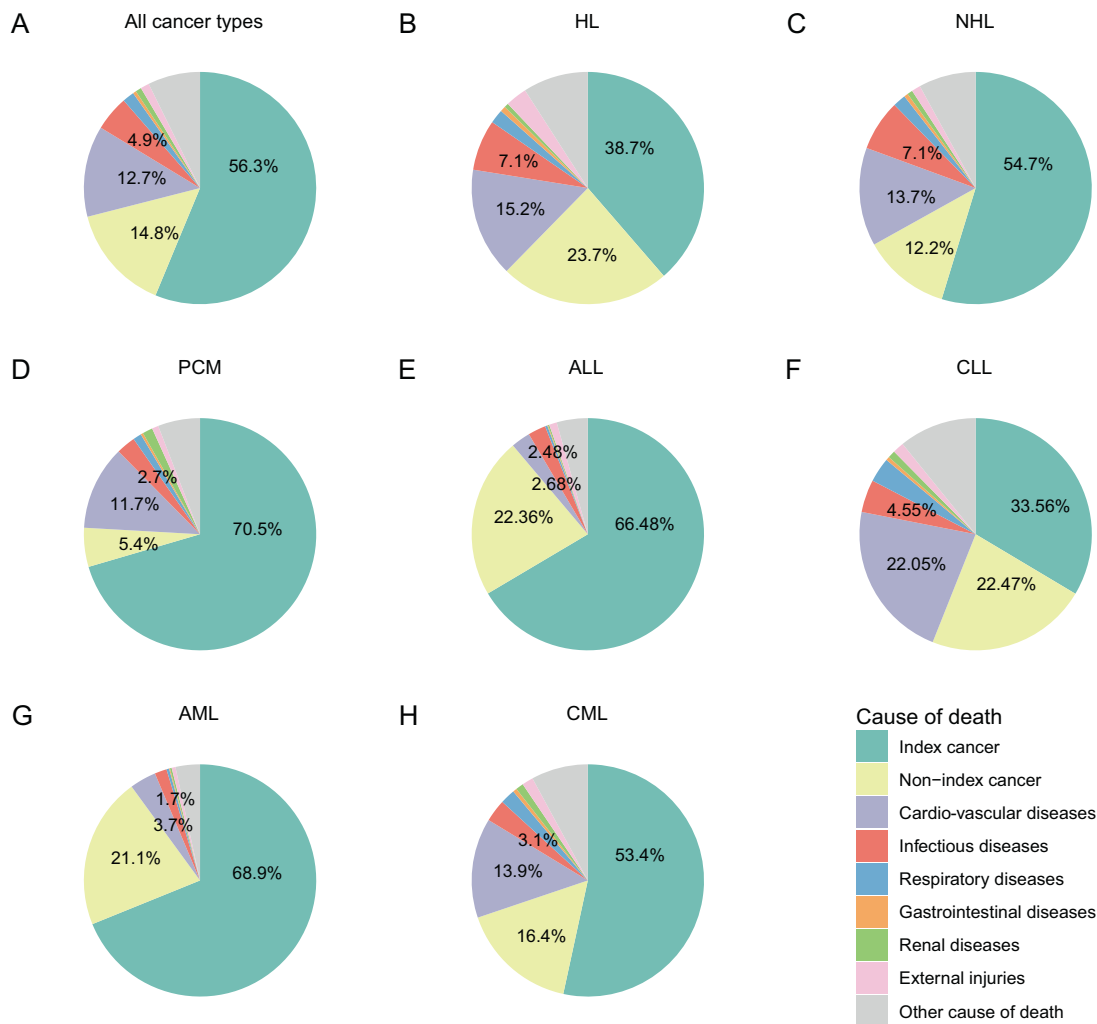 A
All cancer types
56.3%
14.8%
12.7%
4.9%
B
HL
38.7%
23.7%
15.2%
7.1%
C
NHL
54.7%
12.2%
13.7%
7.1%
D
PCM
70.5%
5.4%
11.7%
2.7%
E
ALL
66.48%
22.36%
2.68%
2.48%
F
CLL
33.56%
22.47%
22.05%
4.55%
G
AML
68.9%
21.1%
3.7%
1.7%
H
CML
53.4%
16.4%
13.9%
3.1%
Cause of death
Index cancer
Non−index cancer
Cardio-vascular diseases
Infectious diseases
Respiratory diseases
Gastrointestinal diseases
Renal diseases
External injuries
Other cause of death